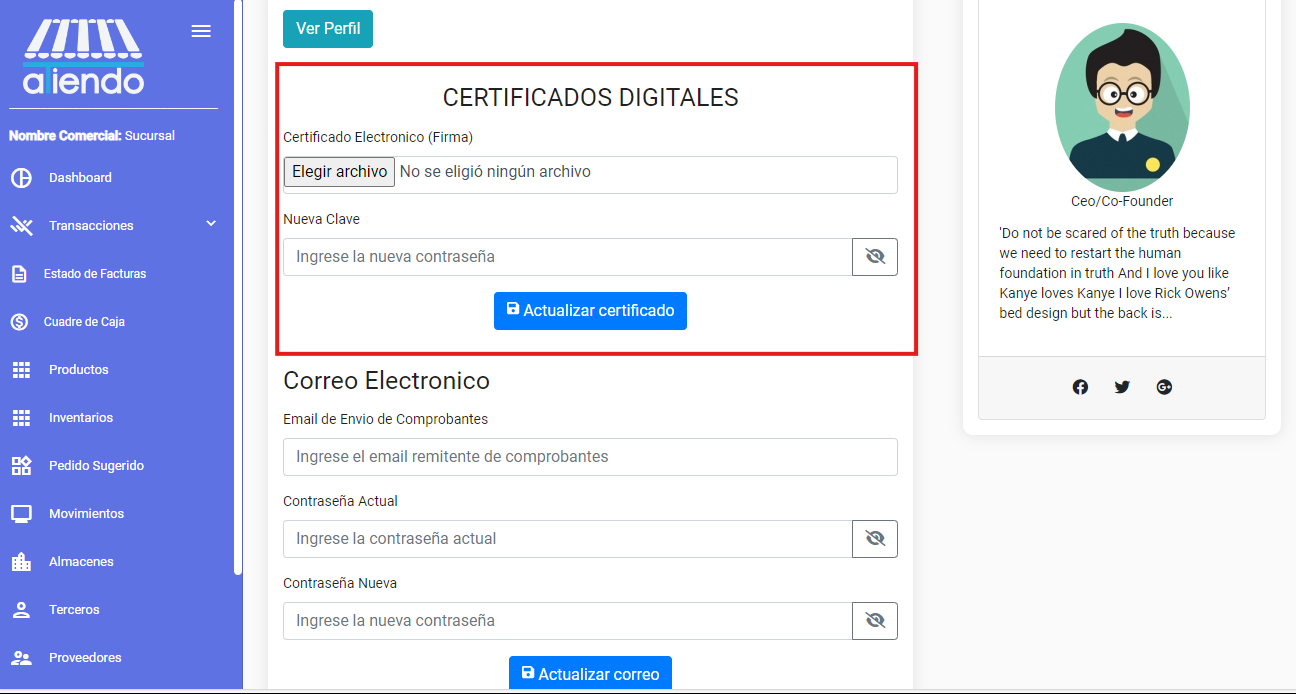 atiendo
Nombre Comercial: Sucursal
Dashboard
Transacciones
Estado de Facturas
Cuadre de Caja
Productos
Inventarios
Pedido Sugerido
Movimientos
Almacenes
Terceros
Proveedores
Ver Perfil
CERTIFICADOS DIGITALES
Certificado Electronico (Firma)
Elegir archivo No se eligió ningún archivo
Nueva Clave
Ingrese la nueva contraseña
Actualizar certificado
Correo Electronico
Email de Envio de Comprobantes
Ingrese el email remitente de comprobantes
Contraseña Actual
Ingrese la contraseña actual
Contraseña Nueva
Ingrese la nueva contraseña
Actualizar correo
Ceo/Co-Founder
'Do not be scared of the truth because
we need to restart the human
foundation in truth And I love you like
Kanye loves Kanye I love Rick Owens’
bed design but the back is...